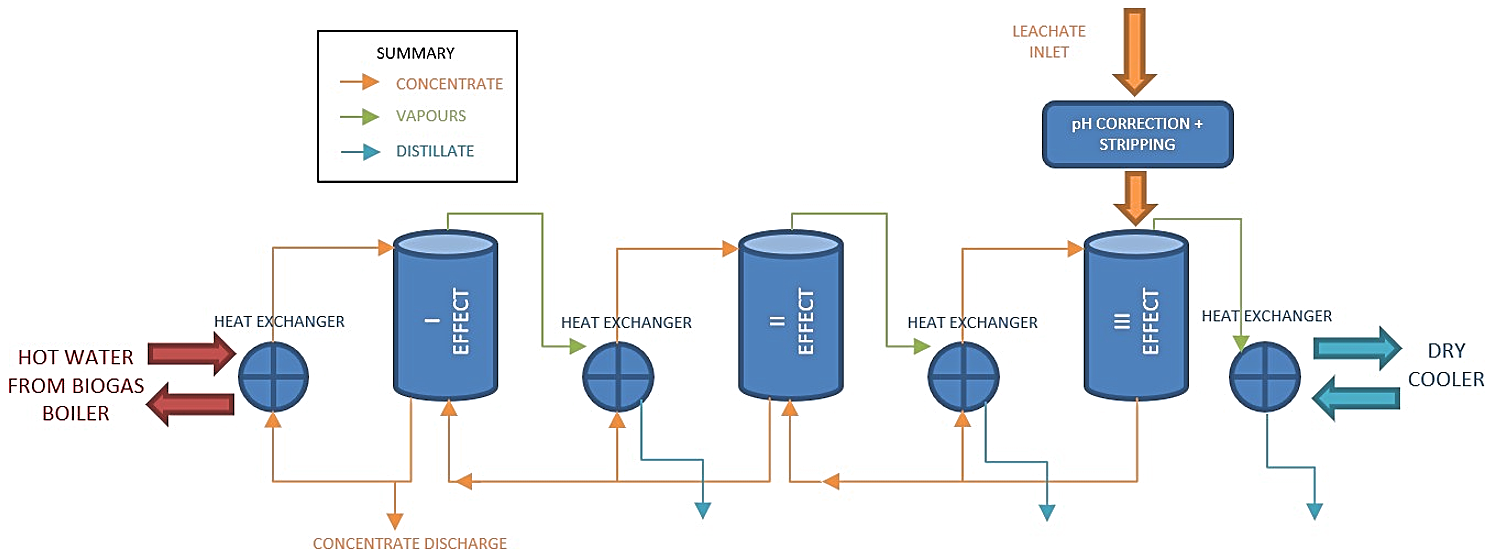 LEACHATE
INLET
SUMMARY
CONCENTRATE
VAPOURS
DISTILLATE
pH CORRECTION +
STRIPPING
I
EFFECT
II
EFFECT
III
EFFECT
HEAT EXCHANGER
HEAT EXCHANGER
HEAT EXCHANGER
HEAT EXCHANGER
HOT WATER
FROM BIOGAS
BOILER
DRY
COOLER
CONCENTRATE DISCHARGE